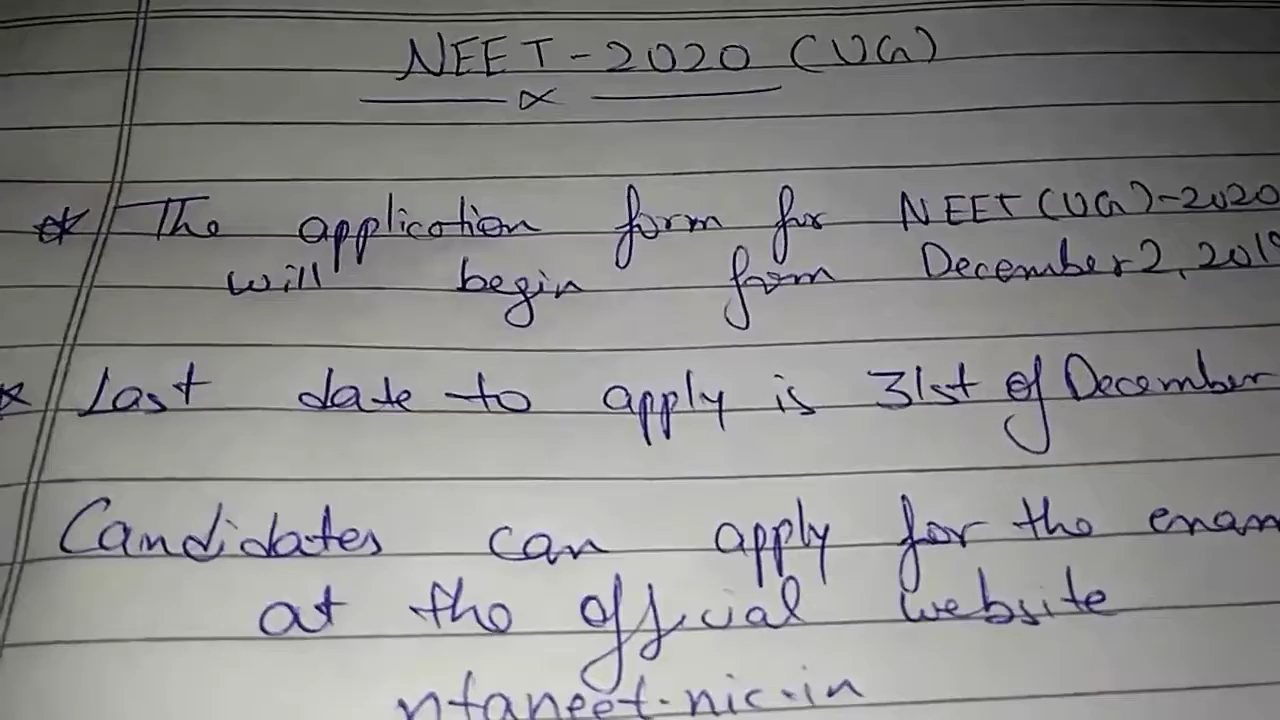 NEET-2020 (UG)
* The application form for NEET (UG)-2020
will begin from December 2, 2019
* Last date to apply is 31st of December
Candidates can apply for the exam
at the official website
ntaneet.nic.in